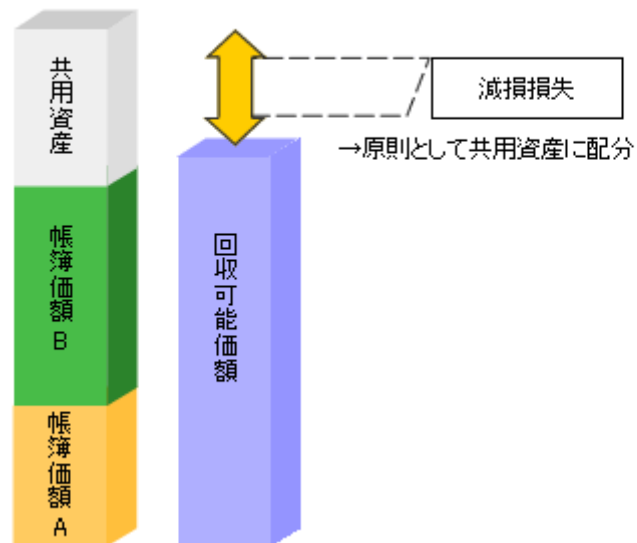 共用資産
帳簿価額B
帳簿価額A
回収可能価額
減損損失
→原則として共用資産に配分